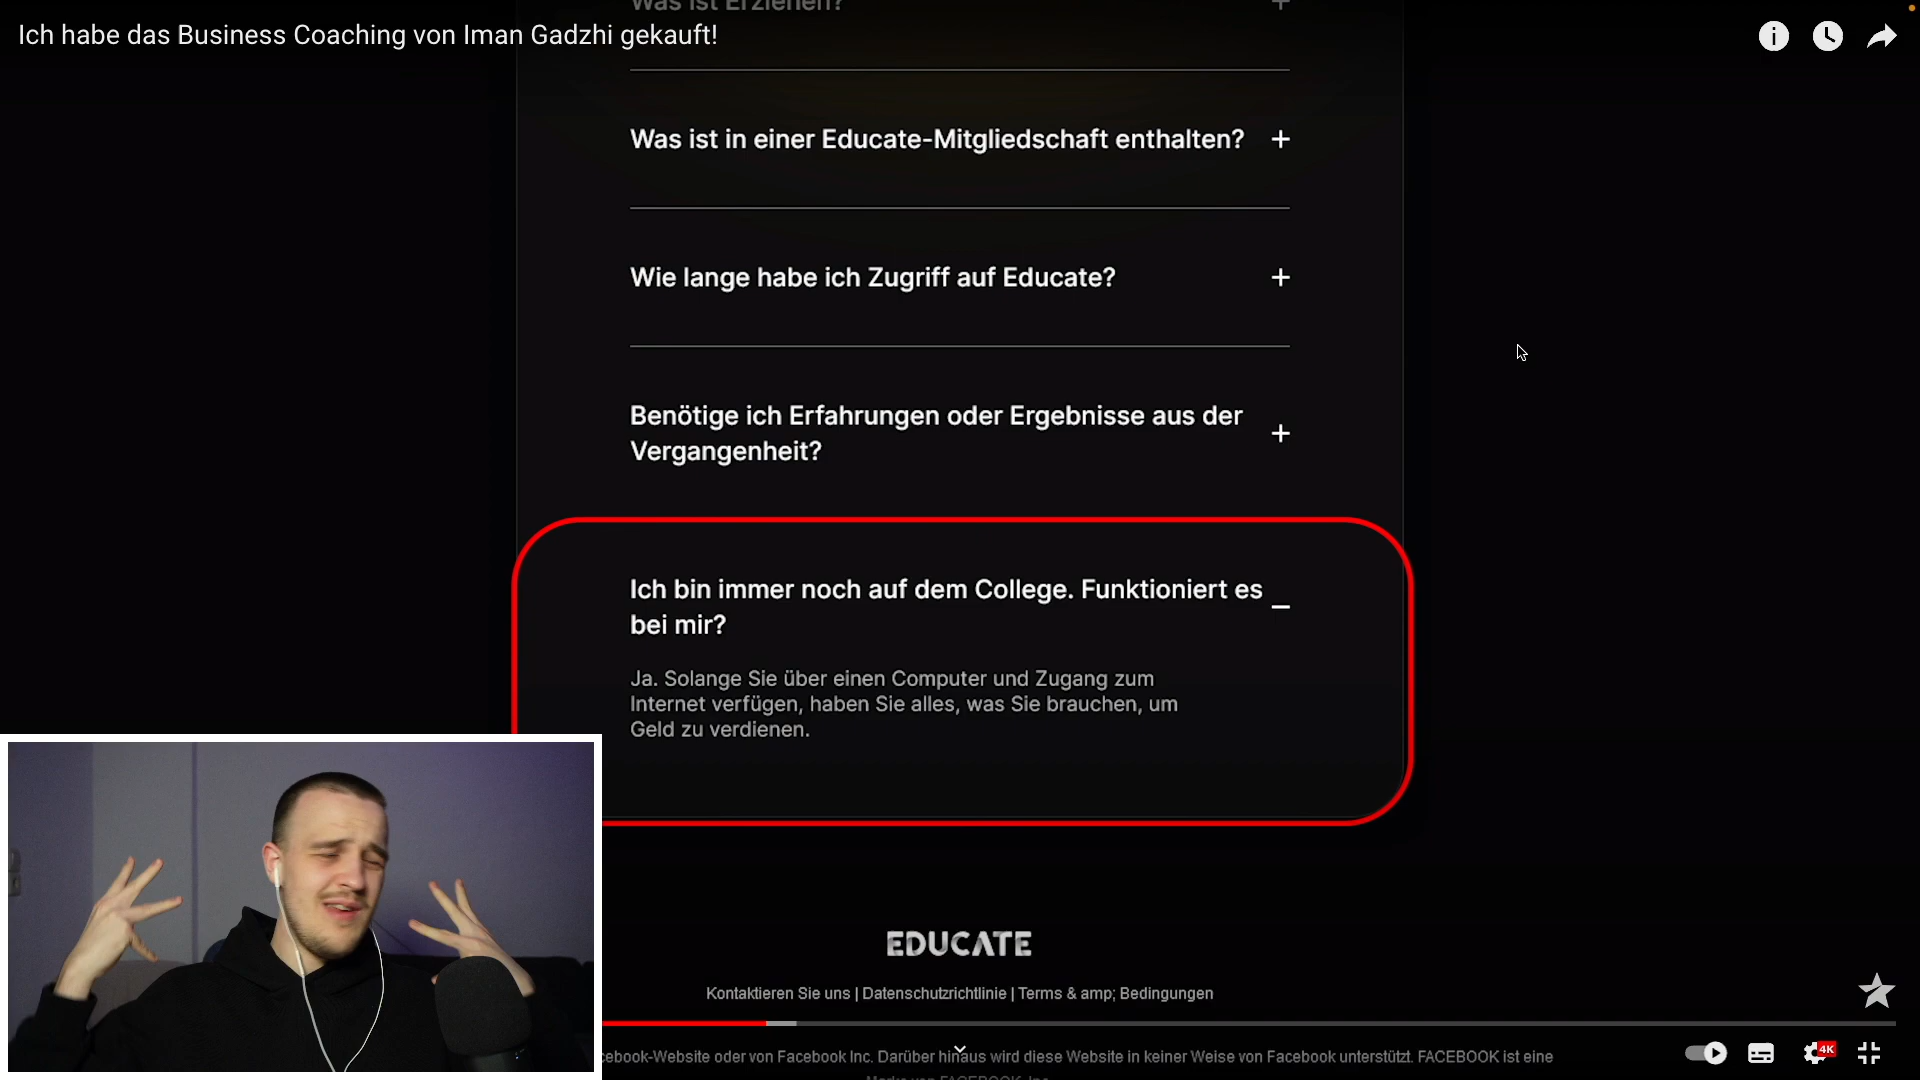 Was ist Erziehen?
Ich habe das Business Coaching von Iman Gadzhi gekauft!
Was ist in einer Educate-Mitgliedschaft enthalten?
Wie lange habe ich Zugriff auf Educate?
Benötige ich Erfahrungen oder Ergebnisse aus der
Vergangenheit?
Ich bin immer noch auf dem College. Funktioniert es
bei mir?
Ja. Solange Sie über einen Computer und Zugang zum
Internet verfügen, haben Sie alles, was Sie brauchen, um
Geld zu verdienen.
EDUCATE
Kontaktieren Sie uns | Datenschutzrichtlinie | Terms & amp; Bedingungen
cebook-Website oder von Facebook Inc. Darüber hinaus wird diese Website in keiner Weise von Facebook unterstützt. FACEBOOK ist eine
4K